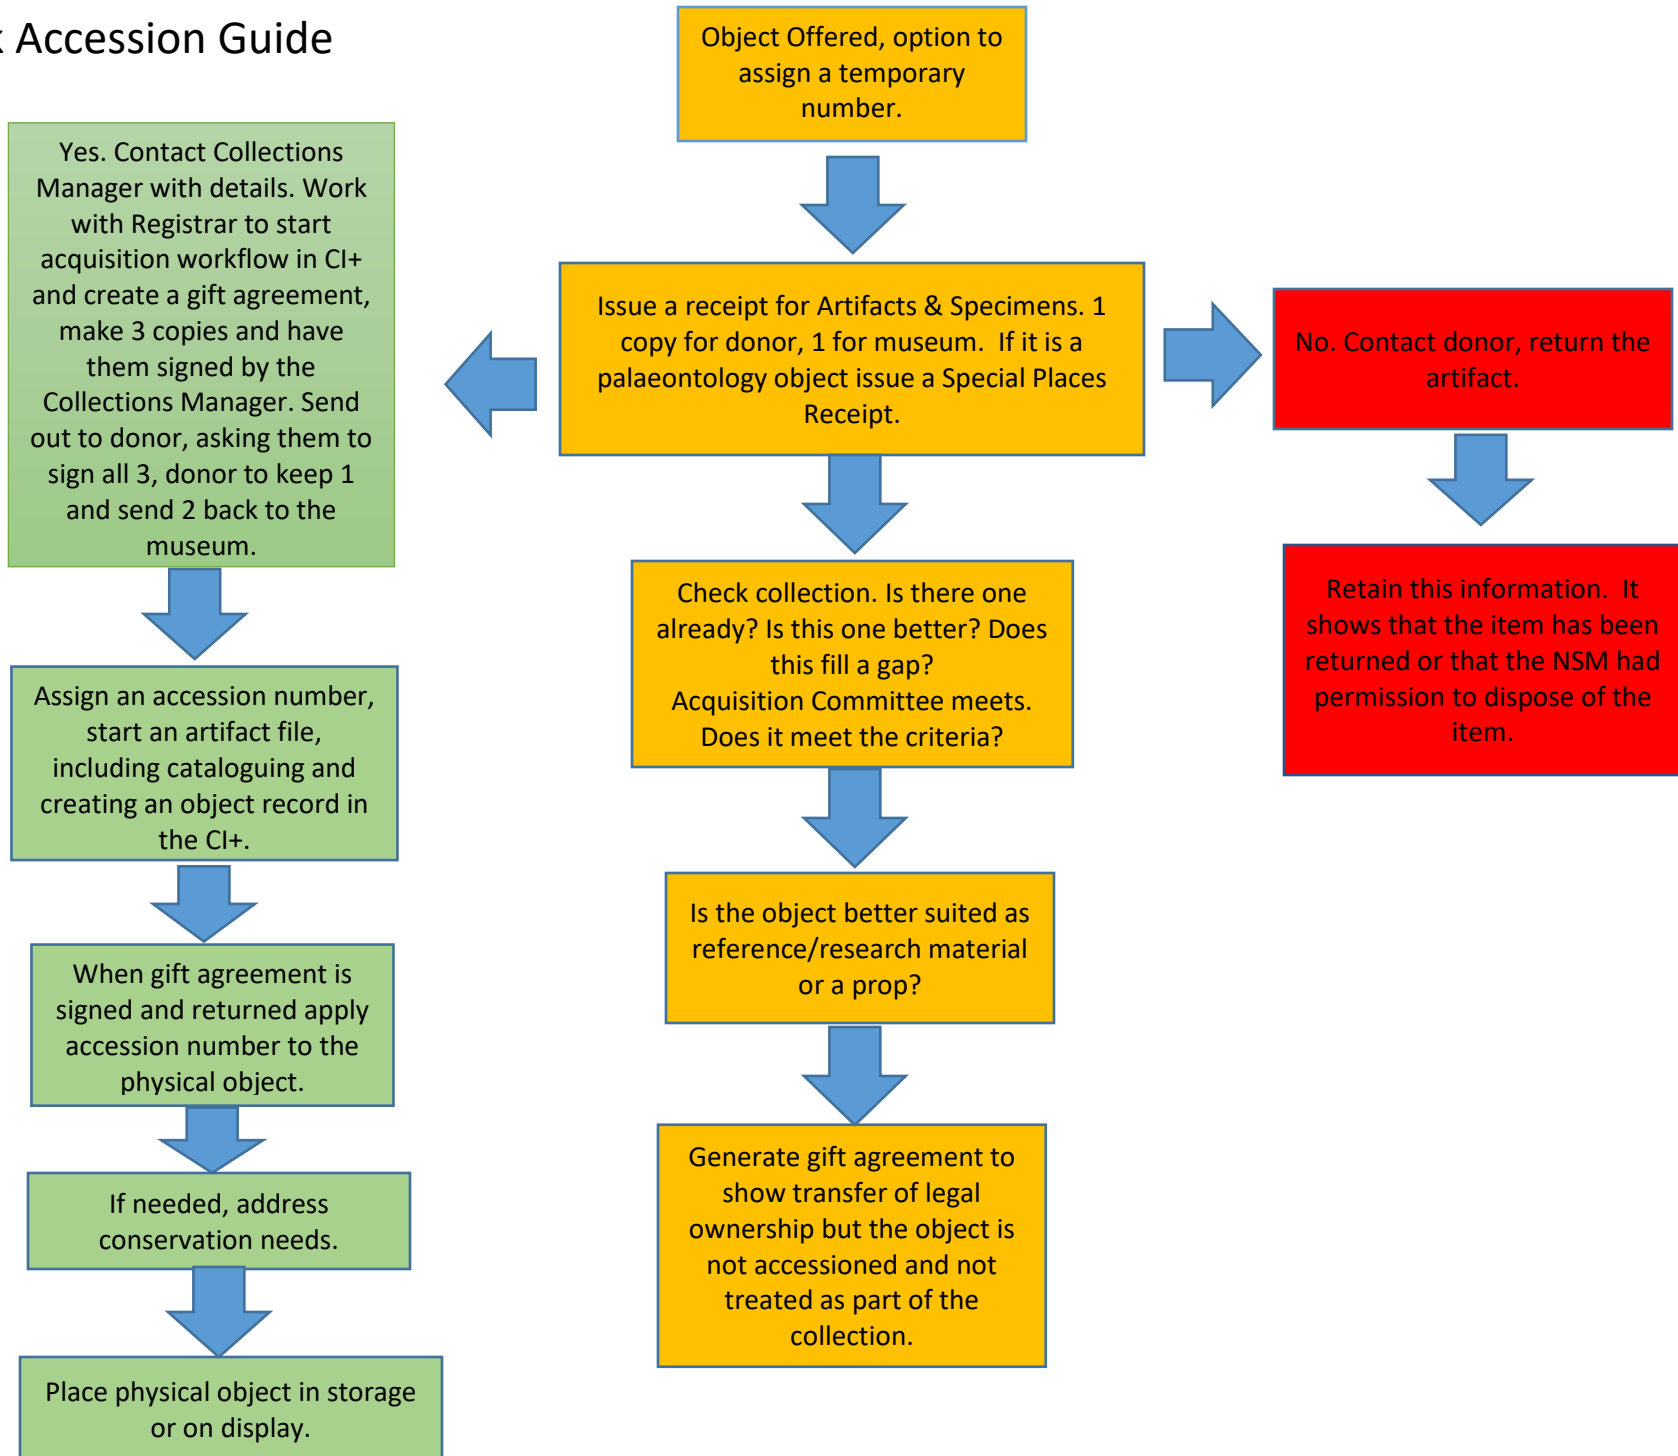 Accession Guide
Object Offered, option to
assign a temporary
number.
Yes. Contact Collections
Manager with details. Work
with Registrar to start
acquisition workflow in CI+
and create a gift agreement,
make 3 copies and have
them signed by the
Collections Manager. Send
out to donor, asking them to
sign all 3, donor to keep 1
and send 2 back to the
museum.
Issue a receipt for Artifacts & Specimens. 1
copy for donor, 1 for museum.  If it is a
palaeontology object issue a Special Places
Receipt.
No. Contact donor, return the
artifact.
Retain this information.  It
shows that the item has been
returned or that the NSM had
permission to dispose of the
item.
Check collection. Is there one
already? Is this one better? Does
this fill a gap?
Acquisition Committee meets.
Does it meet the criteria?
Assign an accession number,
start an artifact file,
including cataloguing and
creating an object record in
the CI+.
Is the object better suited as
reference/research material
or a prop?
When gift agreement is
signed and returned apply
accession number to the
physical object.
Generate gift agreement to
show transfer of legal
ownership but the object is
not accessioned and not
treated as part of the
collection.
If needed, address
conservation needs.
Place physical object in storage
or on display.